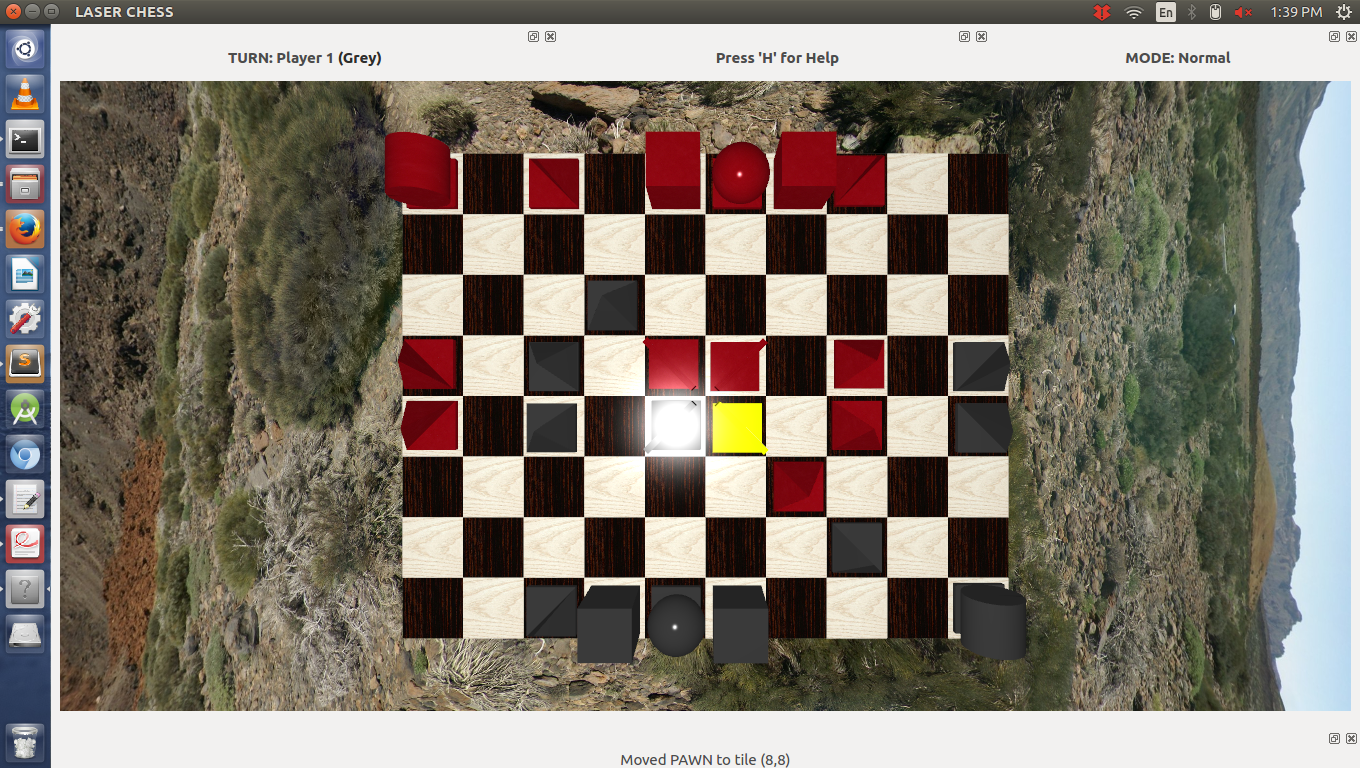 LASER CHESS
En
1:39 PM
TURN: Player 1 (Grey)
Press 'H' for Help
MODE: Normal
Moved PAWN to tile (8,8)